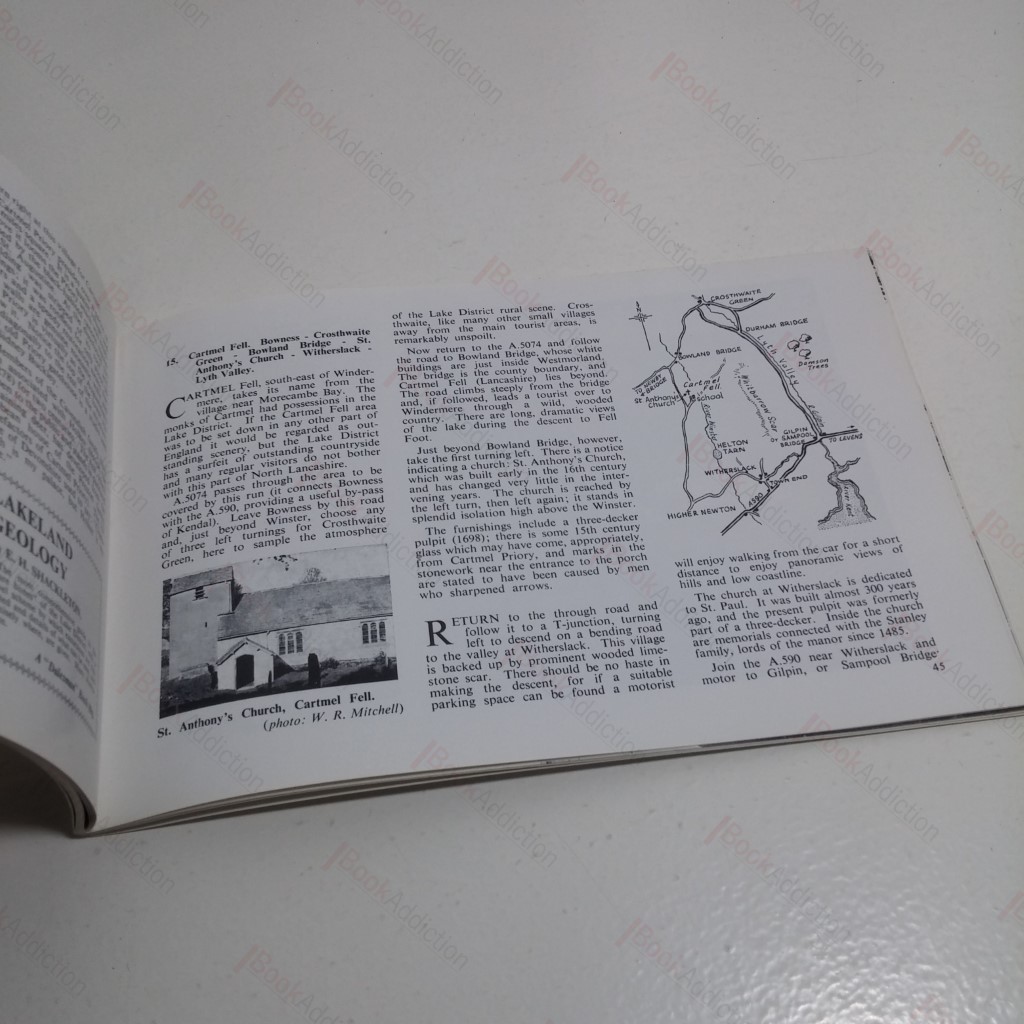 LAKELAND
GEOLOGY
E. H. SHACKLETON
15. Cartmel Fell. Bowness - Crosthwaite
Green - Bowland Bridge - St.
Anthony's Church - Witherslack -
Lyth Valley.
CARTMEL Fell, south-east of Winder-
mere, takes its name from the
village near Morecambe Bay. The
monks of Cartmel had possessions in the
Lake District. If the Cartmel Fell area
was to be set down in any other part of
England it would be regarded as out-
standing scenery, but the Lake District
has a surfeit of outstanding countryside
and many regular visitors do not bother
with this part of North Lancashire.
A.5074 passes through the area to be
covered by this run (it connects Bowness
with the A.590, providing a useful by-pass
of Kendal). Leave Bowness by this road
and, just beyond Winster, choose any
of three left turnings for Crosthwaite
Green, here to sample the atmosphere
St. Anthony's Church, Cartmel Fell.
(photo: W. R. Mitchell)
of the Lake District rural scene. Cros-
thwaite, like many other small villages
away from the main tourist areas, is
remarkably unspoilt.
Now return to the A.5074 and follow
the road to Bowland Bridge, whose white
buildings are just inside Westmorland.
The bridge is the county boundary, and
Cartmel Fell (Lancashire) lies beyond.
The road climbs steeply from the bridge
and, if followed, leads a tourist over to
Windermere through a wild, wooded
country. There are long, dramatic views
of the lake during the descent to Fell
Foot.
Just beyond Bowland Bridge, however,
take the first turning left. There is a notice
indicating a church: St. Anthony's Church,
which was built early in the 16th century
and has changed very little in the inter-
vening years. The church is reached by
the left turn, then left again; it stands in
splendid isolation high above the Winster.
The furnishings include a three-decker
pulpit (1698); there is some 15th century
glass which may have come, appropriately,
from Cartmel Priory, and marks in the
stonework near the entrance to the porch
are stated to have been caused by men
who sharpened arrows.
RETURN to the through road and
follow it to a T-junction, turning
left to descend on a bending road
to the valley at Witherslack. This village
is backed up by prominent wooded lime-
stone scar. There should be no haste in
making the descent, for if a suitable
parking space can be found a motorist
N
CROSTHWAITE
GREEN
DURHAM BRIDGE
Lyth Valley
Damson
Trees
BOWLAND BRIDGE
TO NEWBY
BRIDGE
Cartmel
Fell
St Anthony's
Church
School
Whitbarrow Scar
HELTON
TARN
GILPIN
or SAMPOOL
BRIDGE
TO LEVENS
WITHERSLACK
TOWN END
A590
HIGHER NEWTON
will enjoy walking from the car for a short
distance to enjoy panoramic views of
hills and low coastline.
The church at Witherslack is dedicated
to St. Paul. It was built almost 300 years
ago, and the present pulpit was formerly
part of a three-decker. Inside the church
are memorials connected with the Stanley
family, lords of the manor since 1485.
Join the A.590 near Witherslack and
motor to Gilpin, or Sampool Bridge
45
BookAddiction